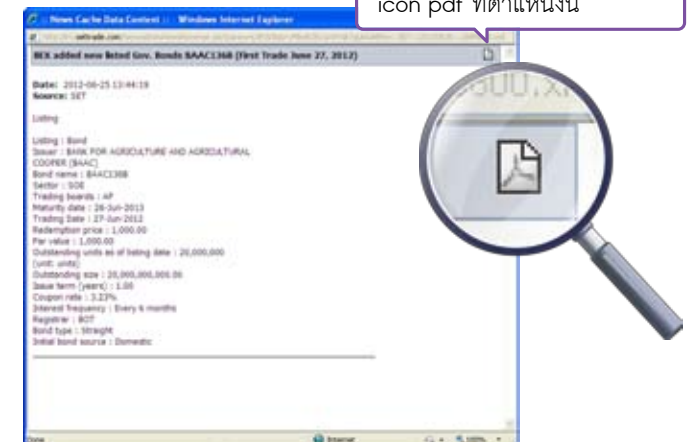 icon pdf ที่ตำแหน่งนี้
:: News Cache Data Content :: Windows Internet Explorer
BEX added new listed Gov. Bonds BAAC136B (First Trade June 27, 2012)
Date: 2012-06-25 13:44:19
Source: SET
Listing
Listing : Bond
Issuer : BANK FOR AGRICULTURE AND AGRICULTURAL
COOPER (BAAC)
Bond name : BAAC136B
Sector : SOE
Trading boards : AF
Maturity date : 26-Jun-2013
Trading Date : 27-Jun-2012
Redemption price : 1,000.00
Par value : 1,000.00
Outstanding units as of listing date : 20,000,000
(unit: units)
Outstanding size : 20,000,000,000.00
Issue term (years) : 1.00
Coupon rate : 3.23%
Interest frequency : Every 6 months
Registrar : BOT
Bond type : Straight
Initial bond source : Domestic
Done
Internet
100%